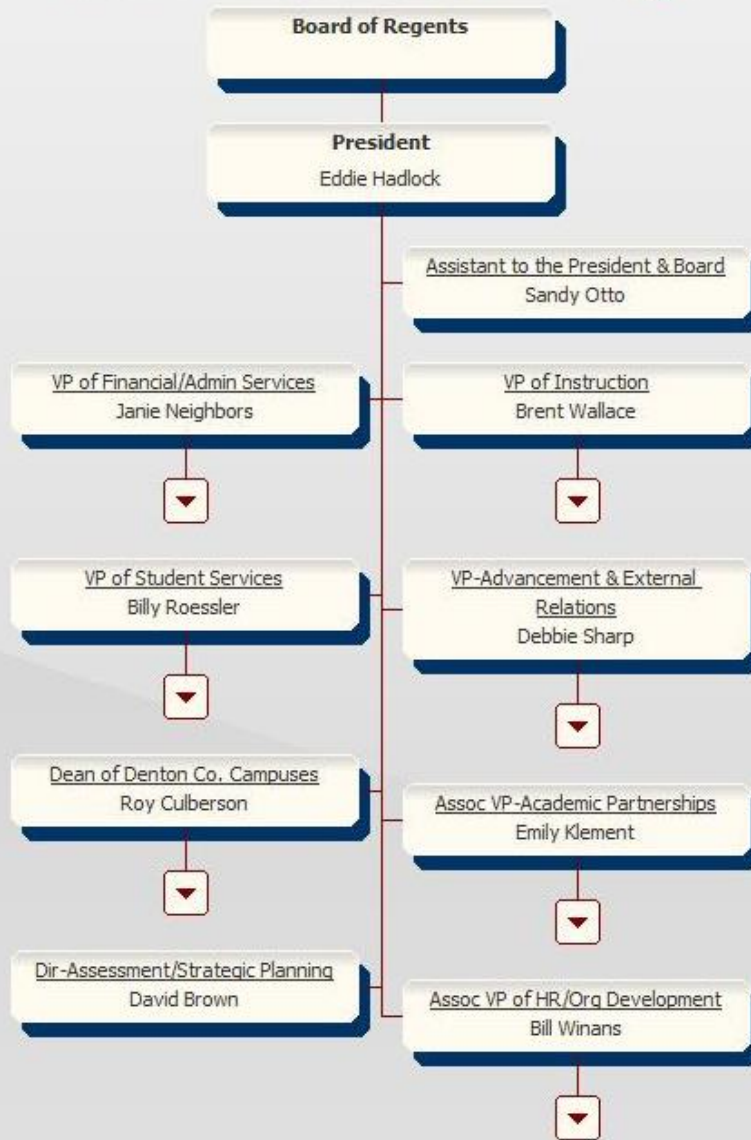 Board of Regents
President
Eddie Hadlock
Assistant to the President & Board
Sandy Otto
VP of Financial/Admin Services
Janie Neighbors
VP of Instruction
Brent Wallace
VP of Student Services
Billy Roessler
VP-Advancement & External
Relations
Debbie Sharp
Dean of Denton Co. Campuses
Roy Culberson
Assoc VP-Academic Partnerships
Emily Klement
Dir-Assessment/Strategic Planning
David Brown
Assoc VP of HR/Org Development
Bill Winans